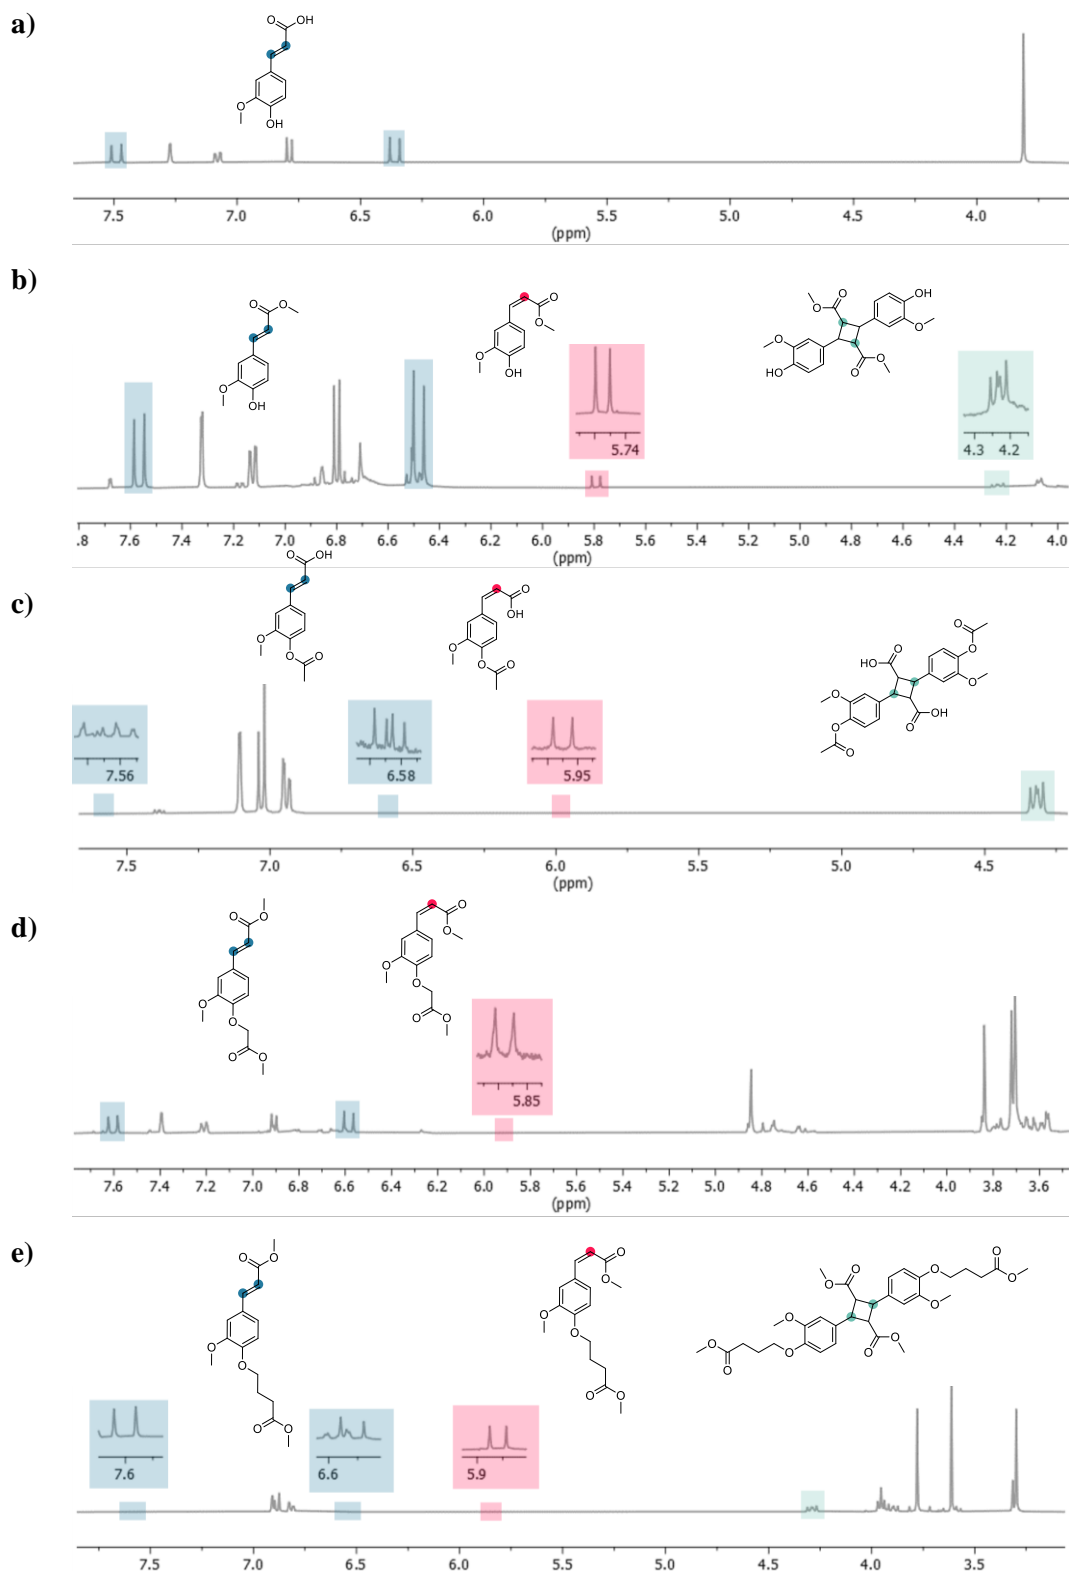 a)
O OH
O
OH
7.5 7.0 6.5 6.0 5.5 5.0 4.5 4.0
(ppm)
b)
O O
O
OH
O
O
O
OH
O O
OH
O
O
HO
O O
5.74
4.3 4.2
.8 7.6 7.4 7.2 7.0 6.8 6.6 6.4 6.2 6.0 5.8 5.6 5.4 5.2 5.0 4.8 4.6 4.4 4.2 4.0
(ppm)
c)
O OH
O
O O
O
OH
O
O O
O
O
O
HO
O
O
OH
O
O
O
7.56
6.58
5.95
7.5 7.0 6.5 6.0 5.5 5.0 4.5
(ppm)
d)
O O
O
O
O O
O
O
O
O
O O
5.85
7.6 7.4 7.2 7.0 6.8 6.6 6.4 6.2 6.0 5.8 5.6 5.4 5.2 5.0 4.8 4.6 4.4 4.2 4.0 3.8 3.6
(ppm)
e)
O O
O
O
O O
O
O
O
O
O O
O
O
O
O
O
O
O
O
O
O
O
O
7.6
6.6
5.9
7.5 7.0 6.5 6.0 5.5 5.0 4.5 4.0 3.5
(ppm)